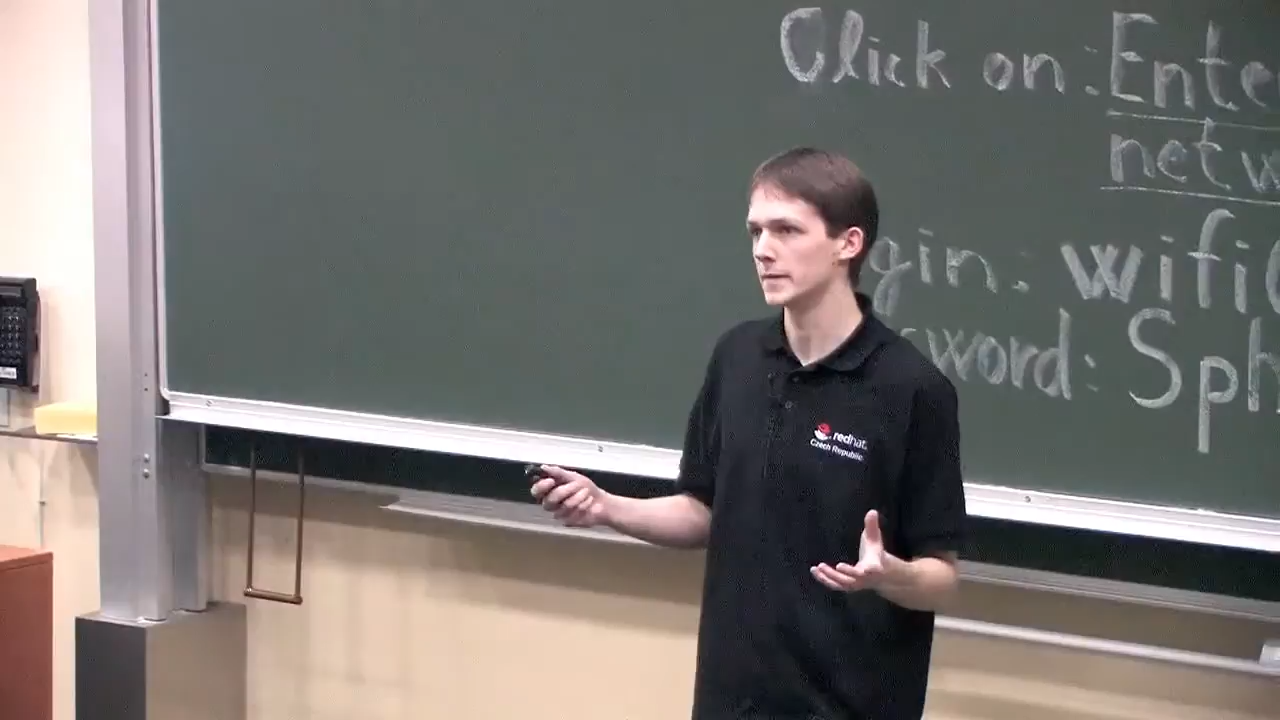 Click on: Ente
netw
gin: wifi
sword: Sph
redhat.
Czech Republic